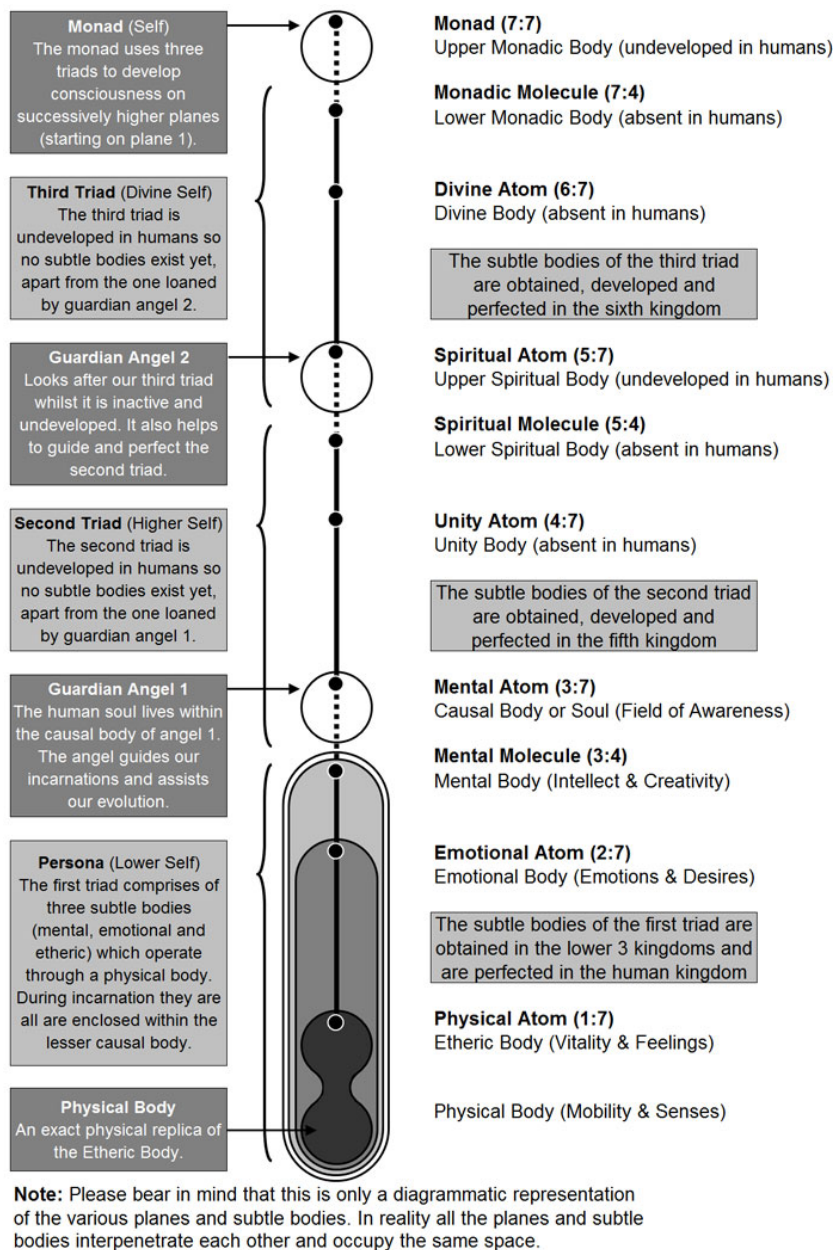 Monad (Self)
The monad uses three
triads to develop
consciousness on
successively higher planes
(starting on plane 1).
Third Triad (Divine Self)
The third triad is
undeveloped in humans so
no subtle bodies exist yet,
apart from the one loaned
by guardian angel 2.
Guardian Angel 2
Looks after our third triad
whilst it is inactive and
undeveloped. It also helps
to guide and perfect the
second triad.
Second Triad (Higher Self)
The second triad is
undeveloped in humans so
no subtle bodies exist yet,
apart from the one loaned
by guardian angel 1.
Guardian Angel 1
The human soul lives within
the causal body of angel 1.
The angel guides our
incarnations and assists
our evolution.
Persona (Lower Self)
The first triad comprises of
three subtle bodies
(mental, emotional and
etheric) which operate
through a physical body.
During incarnation they are
all are enclosed within the
lesser causal body.
Physical Body
An exact physical replica of
the Etheric Body.
Monad (7:7)
Upper Monadic Body (undeveloped in humans)
Monadic Molecule (7:4)
Lower Monadic Body (absent in humans)
Divine Atom (6:7)
Divine Body (absent in humans)
The subtle bodies of the third triad
are obtained, developed and
perfected in the sixth kingdom
Spiritual Atom (5:7)
Upper Spiritual Body (undeveloped in humans)
Spiritual Molecule (5:4)
Lower Spiritual Body (absent in humans)
Unity Atom (4:7)
Unity Body (absent in humans)
The subtle bodies of the second triad
are obtained, developed and
perfected in the fifth kingdom
Mental Atom (3:7)
Causal Body or Soul (Field of Awareness)
Mental Molecule (3:4)
Mental Body (Intellect & Creativity)
Emotional Atom (2:7)
Emotional Body (Emotions & Desires)
The subtle bodies of the first triad are
obtained in the lower 3 kingdoms and
are perfected in the human kingdom
Physical Atom (1:7)
Etheric Body (Vitality & Feelings)
Physical Body (Mobility & Senses)
Note: Please bear in mind that this is only a diagrammatic representation
of the various planes and subtle bodies. In reality all the planes and subtle
bodies interpenetrate each other and occupy the same space.